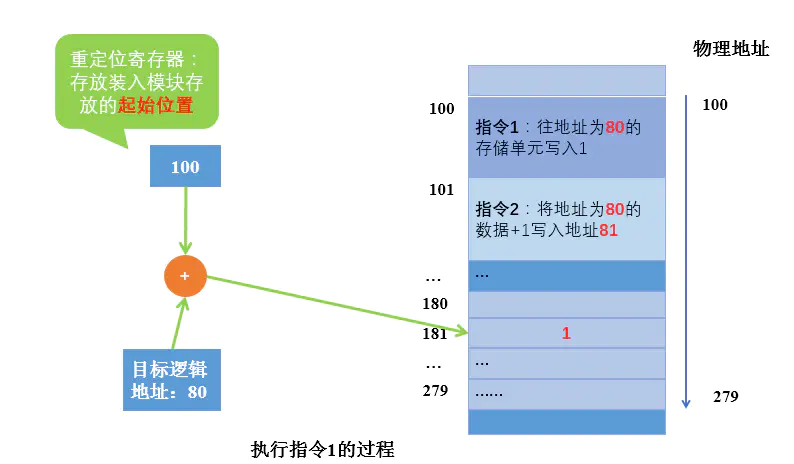 重定位寄存器：
存放装入模块存
放的起始位置
100
+
目标逻辑
地址：80
物理地址
100
指令1：往地址为80的
存储单元写入1
101
指令2：将地址为80的
数据+1写入地址81
…
…
180
181
1
…
…
279
……
100
279
执行指令1的过程